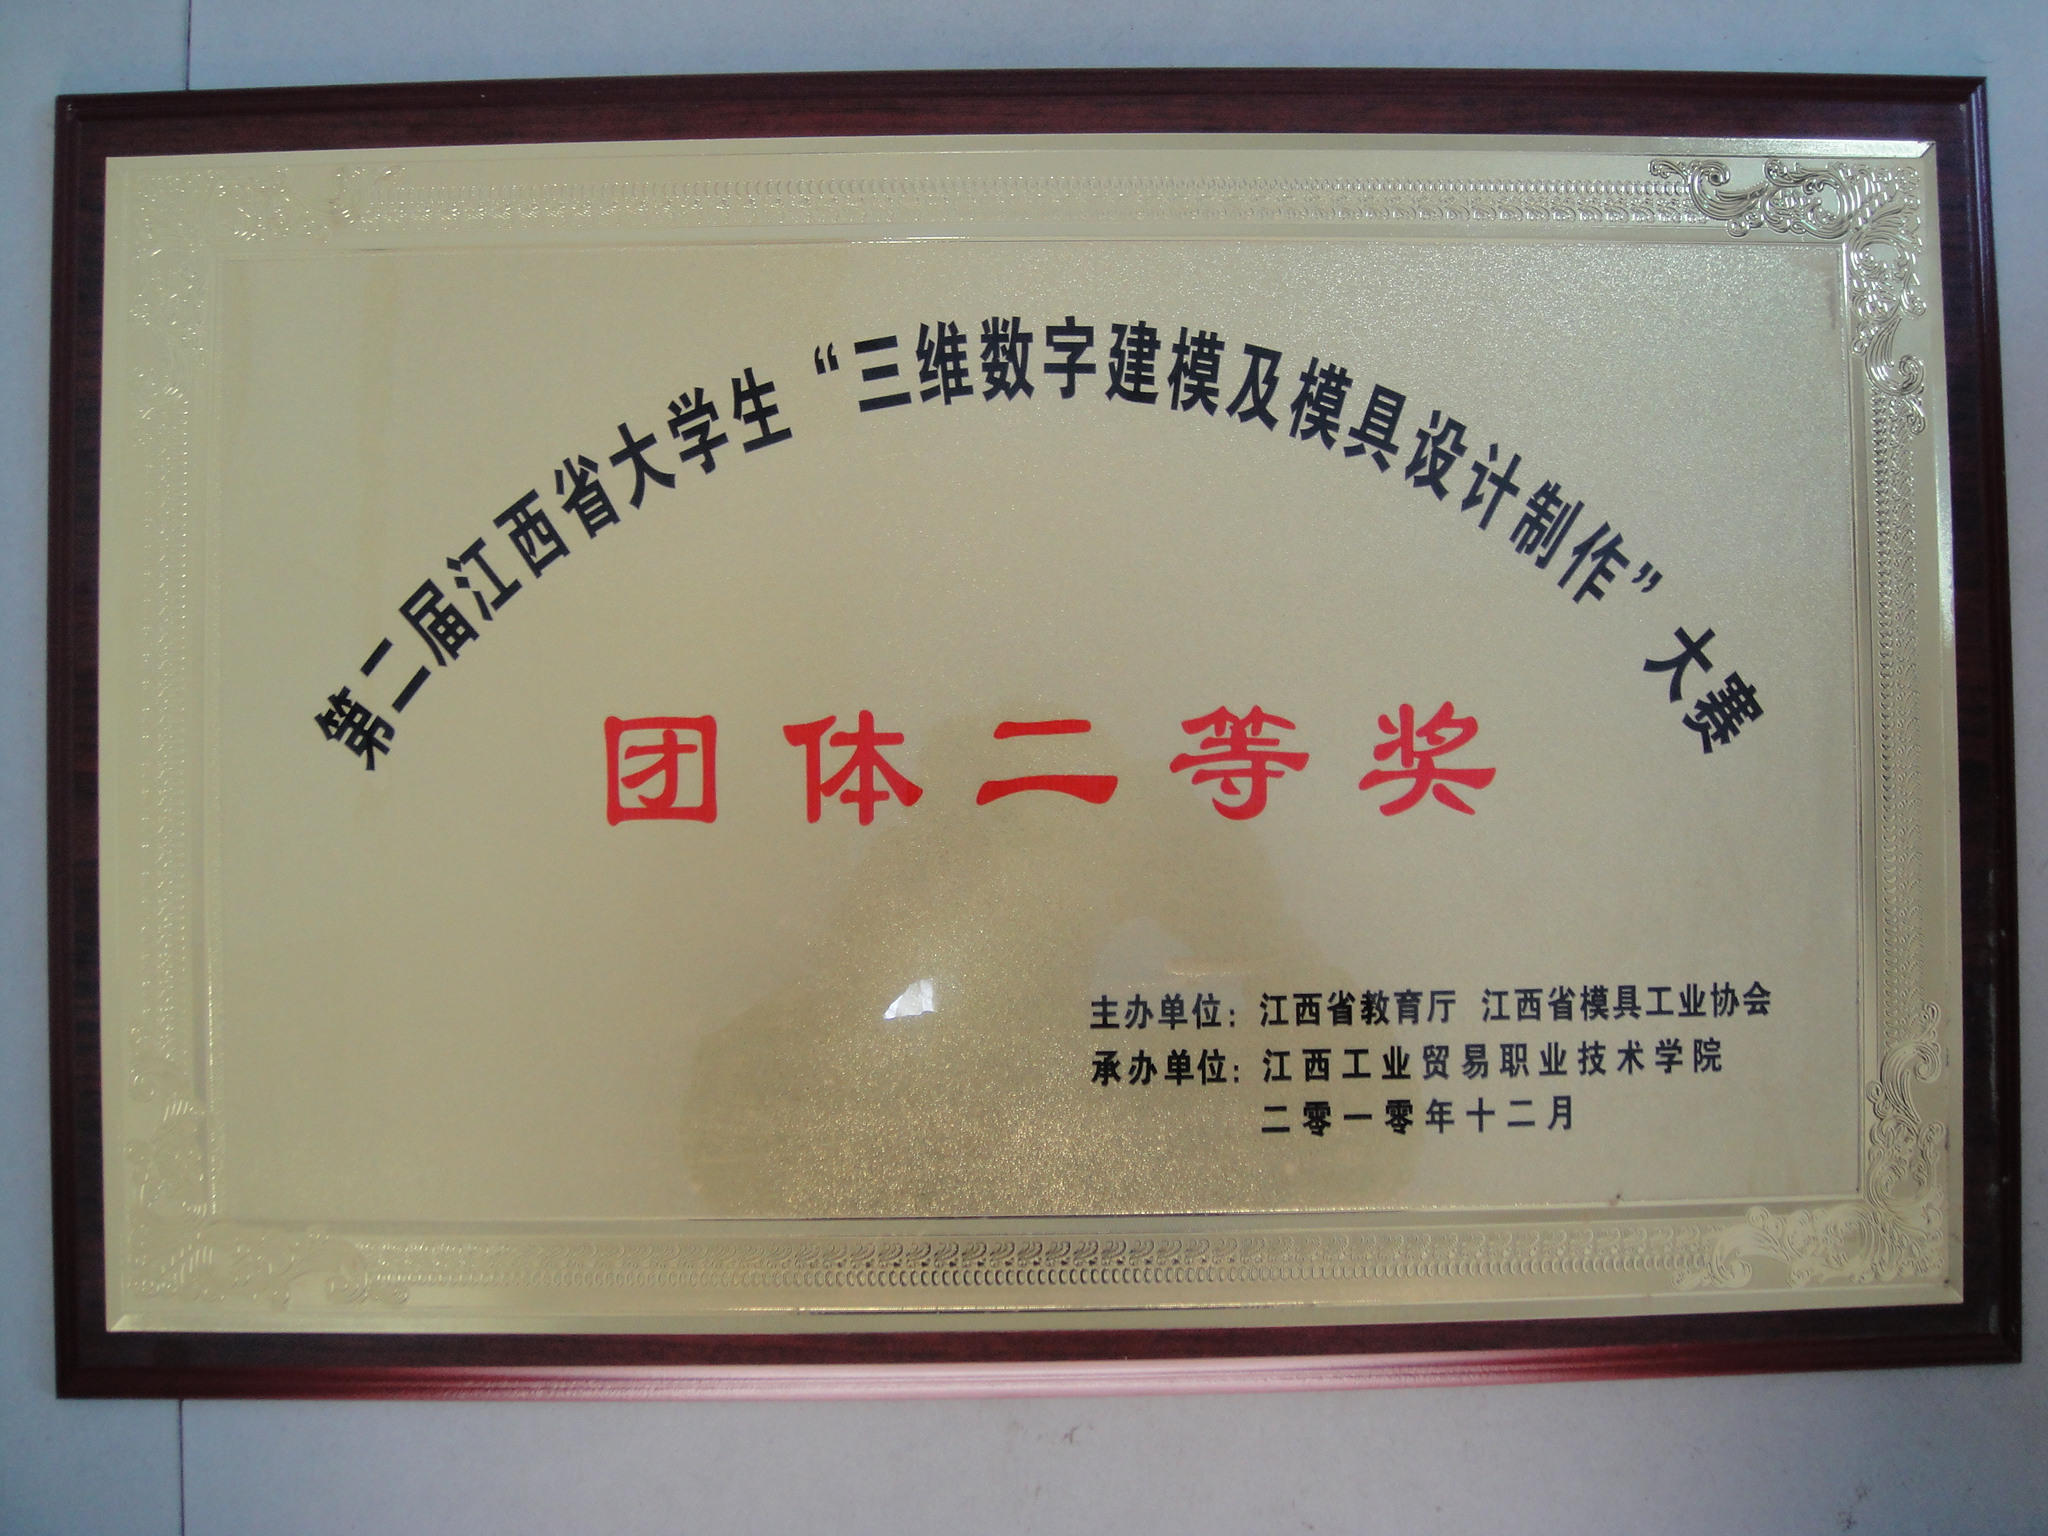 第二届江西省大学生“三维数字建模及模具设计制作”大赛
团体二等奖
主办单位：江西省教育厅 江西省模具工业协会
承办单位：江西工业贸易职业技术学院
二零一零年十二月